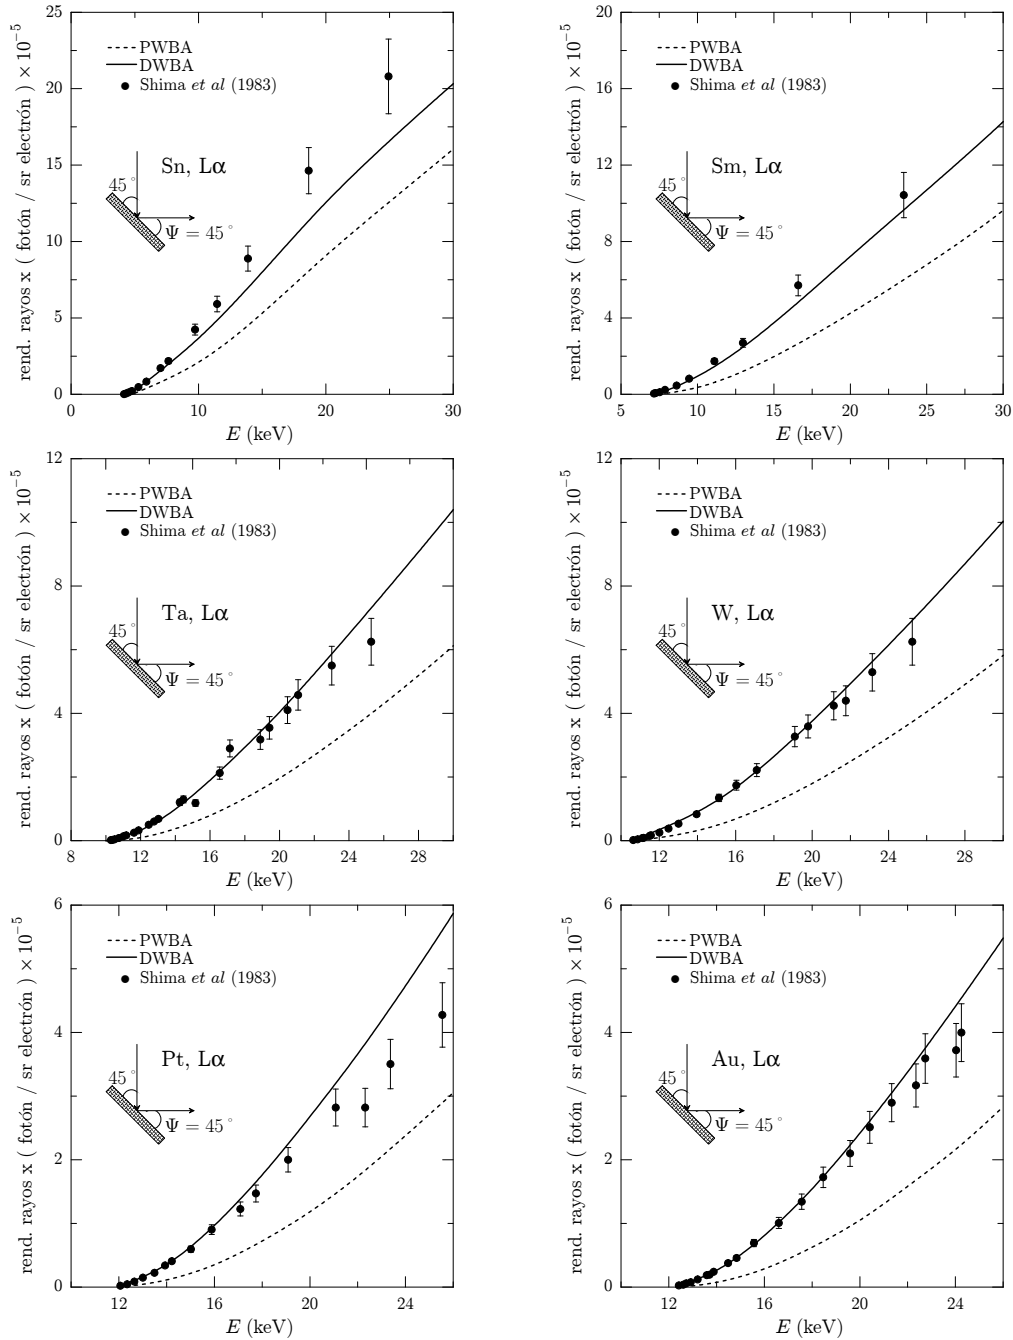 25
20
15
10
5
0
0 10 20 30
E (keV)
rend. rayos x ( fotón / sr electrón ) × 10⁻⁵
PWBA
DWBA
Shima et al (1983)
Sn, Lα
45°
Ψ = 45°
20
16
12
8
4
0
5 10 15 20 25 30
E (keV)
rend. rayos x ( fotón / sr electrón ) × 10⁻⁵
PWBA
DWBA
Shima et al (1983)
Sm, Lα
45°
Ψ = 45°
12
8
4
0
8 12 16 20 24 28
E (keV)
rend. rayos x ( fotón / sr electrón ) × 10⁻⁵
PWBA
DWBA
Shima et al (1983)
Ta, Lα
45°
Ψ = 45°
12
8
4
0
12 16 20 24 28
E (keV)
rend. rayos x ( fotón / sr electrón ) × 10⁻⁵
PWBA
DWBA
Shima et al (1983)
W, Lα
45°
Ψ = 45°
6
4
2
0
12 16 20 24
E (keV)
rend. rayos x ( fotón / sr electrón ) × 10⁻⁵
PWBA
DWBA
Shima et al (1983)
Pt, Lα
45°
Ψ = 45°
6
4
2
0
12 16 20 24
E (keV)
rend. rayos x ( fotón / sr electrón ) × 10⁻⁵
PWBA
DWBA
Shima et al (1983)
Au, Lα
45°
Ψ = 45°